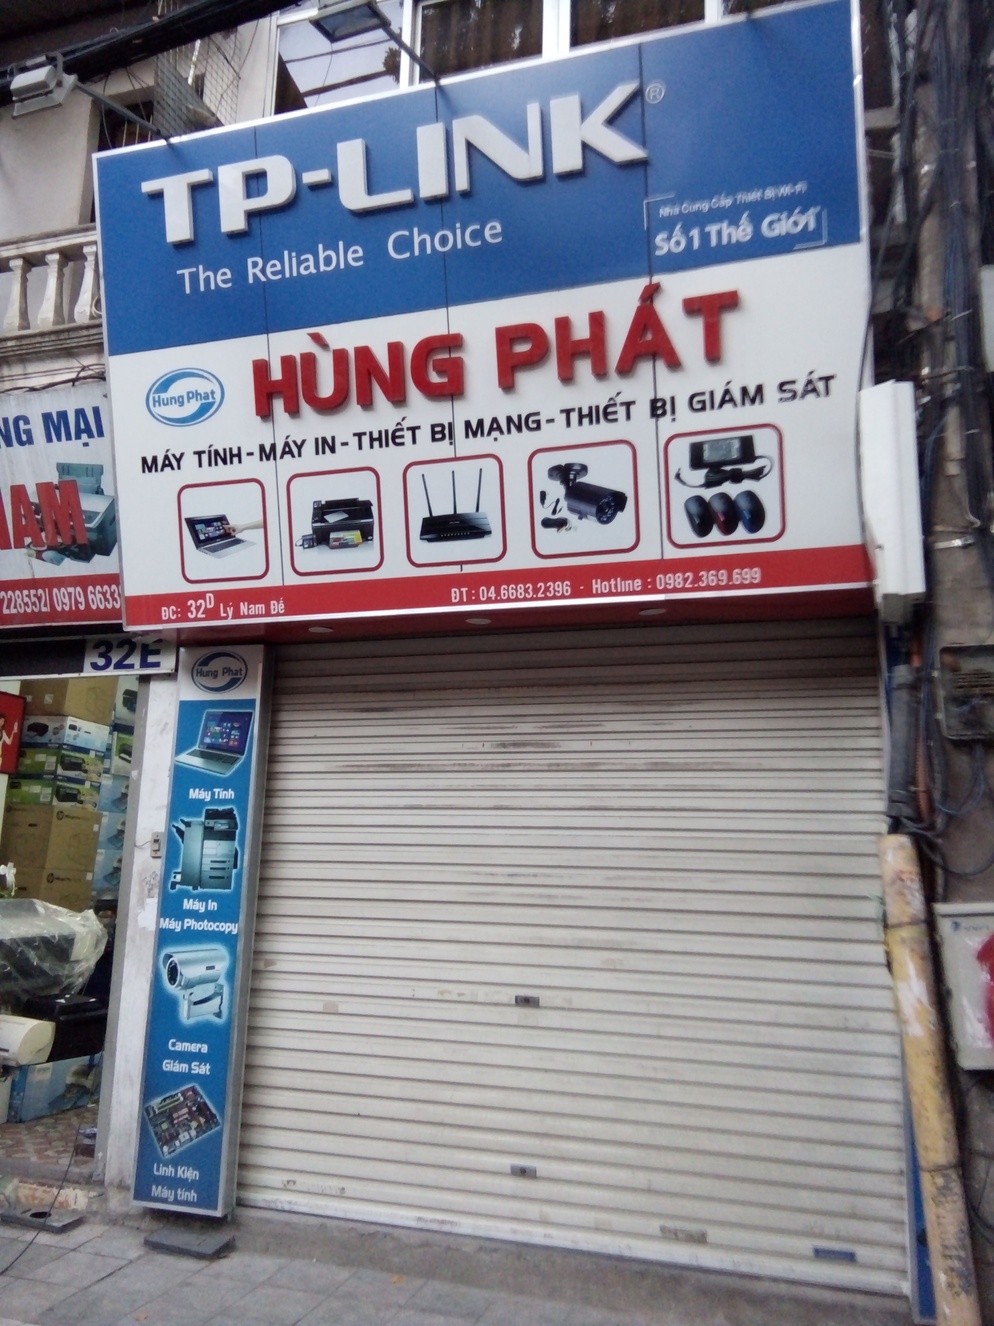 TP-LINK®
The Reliable Choice
Nhà Cung Cấp Thiết Bị Wi-Fi
Số 1 Thế Giới
HÙNG PHÁT
Hung Phat
MÁY TÍNH - MÁY IN - THIẾT BỊ MẠNG - THIẾT BỊ GIÁM SÁT
ĐC: 32D Lý Nam Đế
ĐT: 04.6683.2396 - Hotline : 0982.369.699
NG MẠI
NAM
228552/ 0979 6633
32E
Hung Phat
Máy Tính
Máy In
Máy Photocopy
Camera
Giám Sát
Linh Kiện
Máy tính